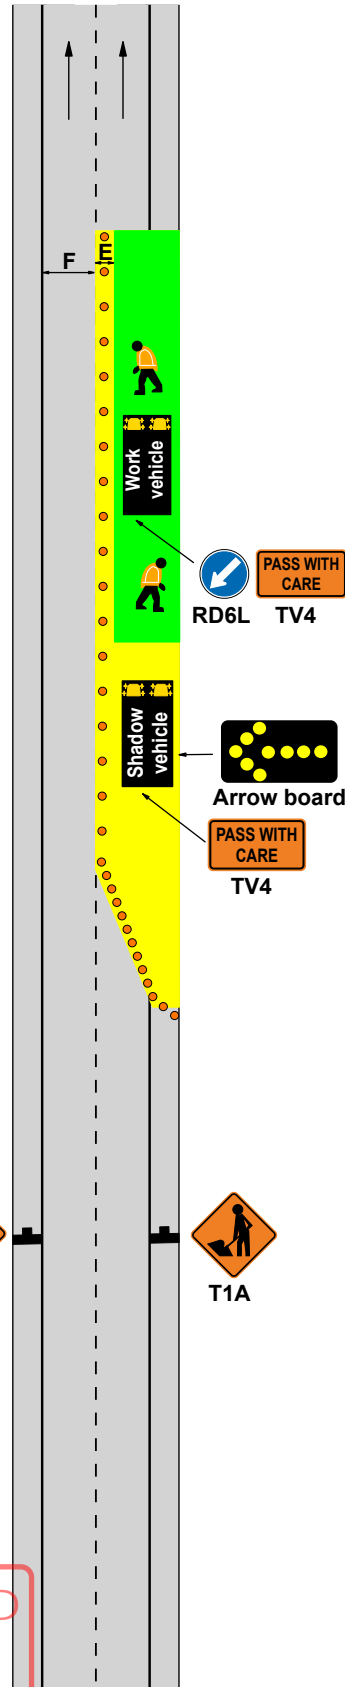 E
F
Work
vehicle
PASS WITH
CARE
RD6L TV4
Shadow
vehicle
Arrow board
PASS WITH
CARE
TV4
T1A